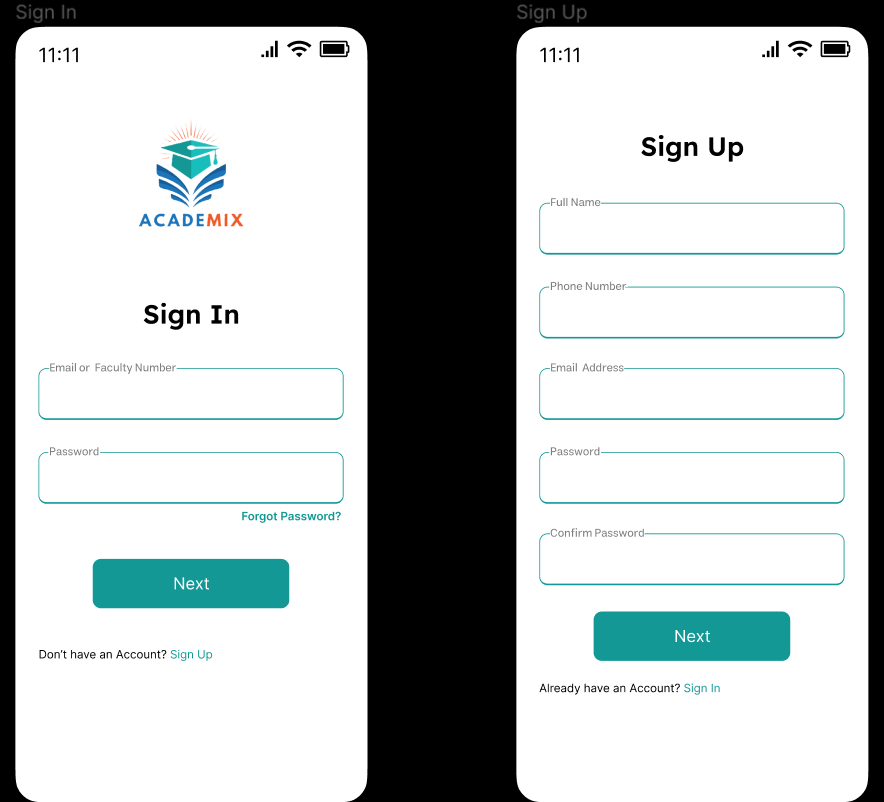 Sign In
11:11
ACADEMIX
Sign In
Email or Faculty Number
Password
Forgot Password?
Next
Don't have an Account? Sign Up
Sign Up
11:11
Sign Up
Full Name
Phone Number
Email Address
Password
Confirm Password
Next
Already have an Account? Sign In